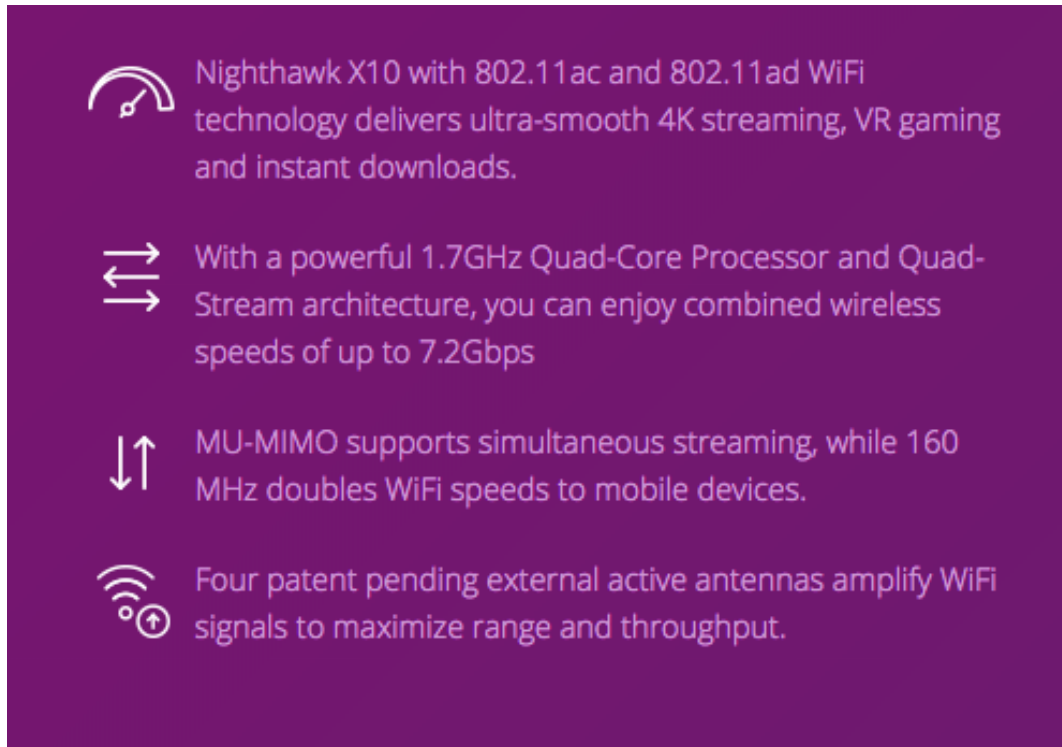 Nighthawk X10 with 802.11ac and 802.11ad WiFi
technology delivers ultra-smooth 4K streaming, VR gaming
and instant downloads.
With a powerful 1.7GHz Quad-Core Processor and Quad-
Stream architecture, you can enjoy combined wireless
speeds of up to 7.2Gbps
MU-MIMO supports simultaneous streaming, while 160
MHz doubles WiFi speeds to mobile devices.
Four patent pending external active antennas amplify WiFi
signals to maximize range and throughput.